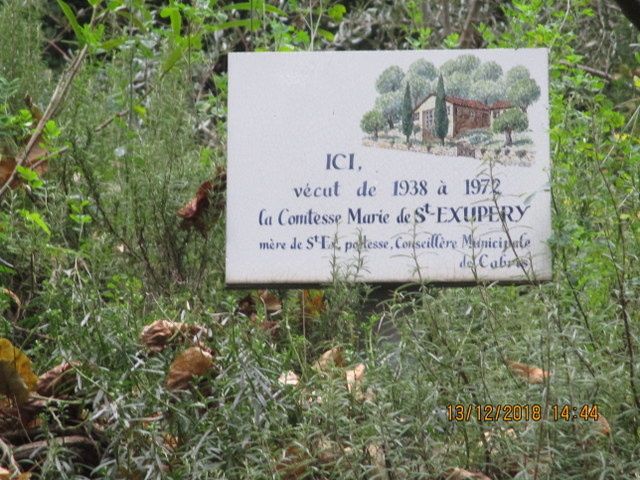 ICI,
vécut de 1938 à 1972
la Comtesse Marie de St-EXUPERY
mère de St Ex, poètesse, Conseillère Municipale
de Cabris
13/12/2018 14:44